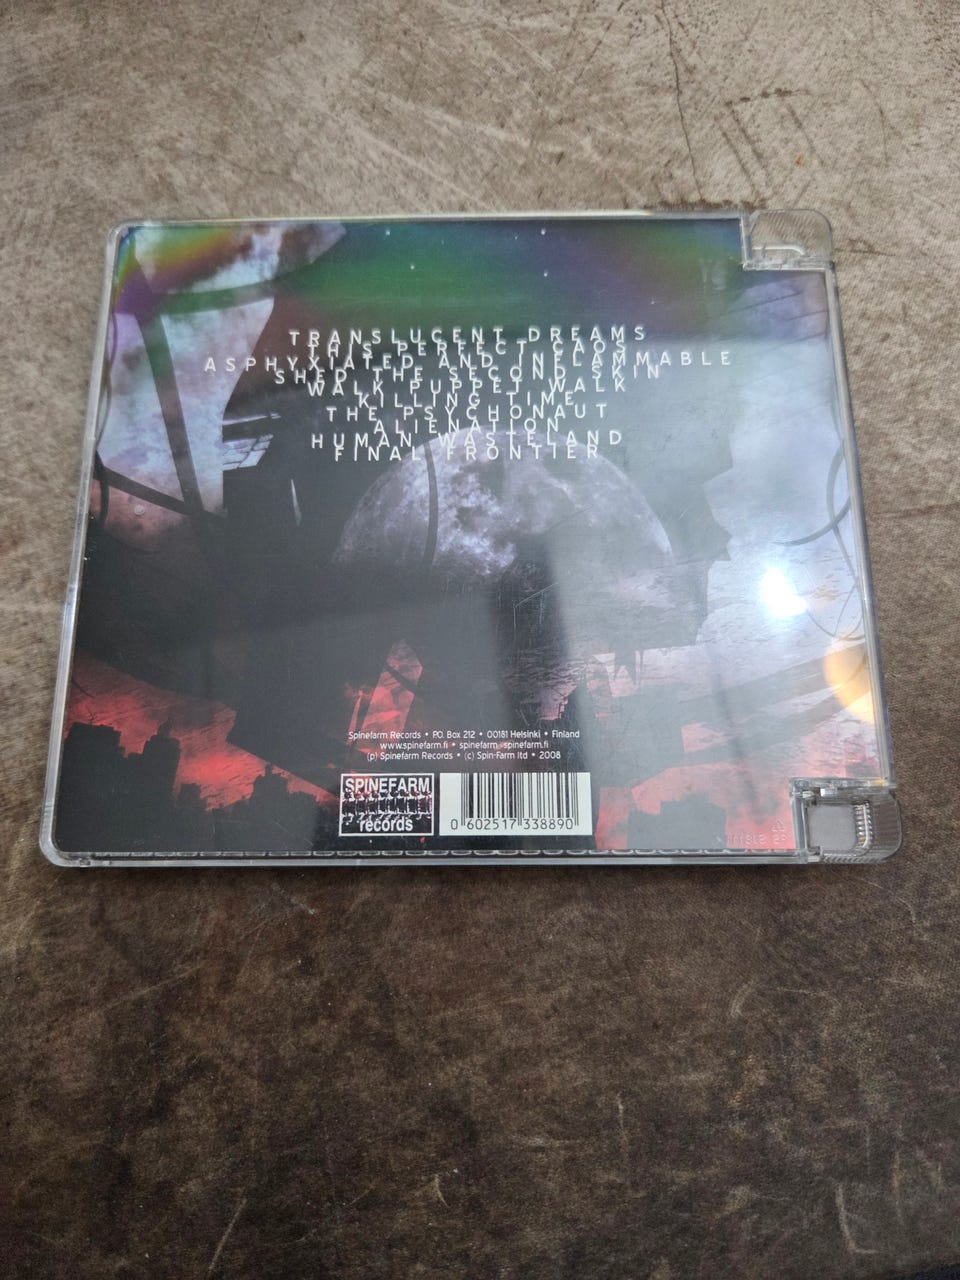 TRANSLUCENT DREAMS
THIS PERFECT CHAOS
ASPHYXIATED AND INFLAMMABLE
SHED THE SECOND SKIN
WALK PUPPET WALK
KILLING TIME
THE PSYCHONAUT
ALIENATION
HUMAN WASTELAND
FINAL FRONTIER
Spinefarm Records • P.O. Box 212 • 00181 Helsinki • Finland
www.spinefarm.fi • spinefarm@spinefarm.fi
(p) Spinefarm Records • (c) Spin-Farm ltd • 2008
SPINEFARM
records
0 602517 338890